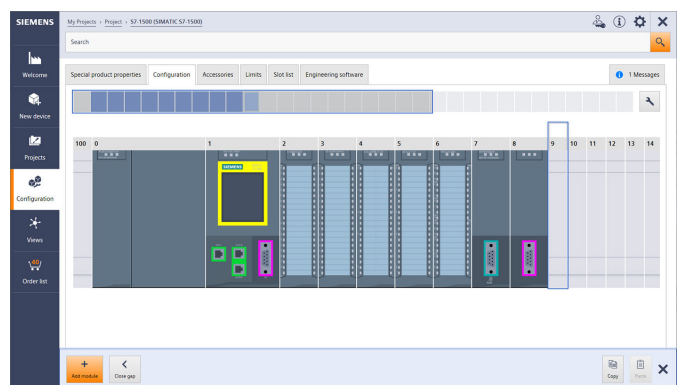 SIEMENS
My Projects › Project › S7-1500 (SIMATIC S7-1500)
Search
Welcome
New device
Projects
Configuration
Views
40
Order list
Special product properties
Configuration
Accessories
Limits
Slot list
Engineering software
1 Messages
100 0 1 2 3 4 5 6 7 8 9 10 11 12 13 14
SIEMENS
Add module
Close gap
Copy
Paste